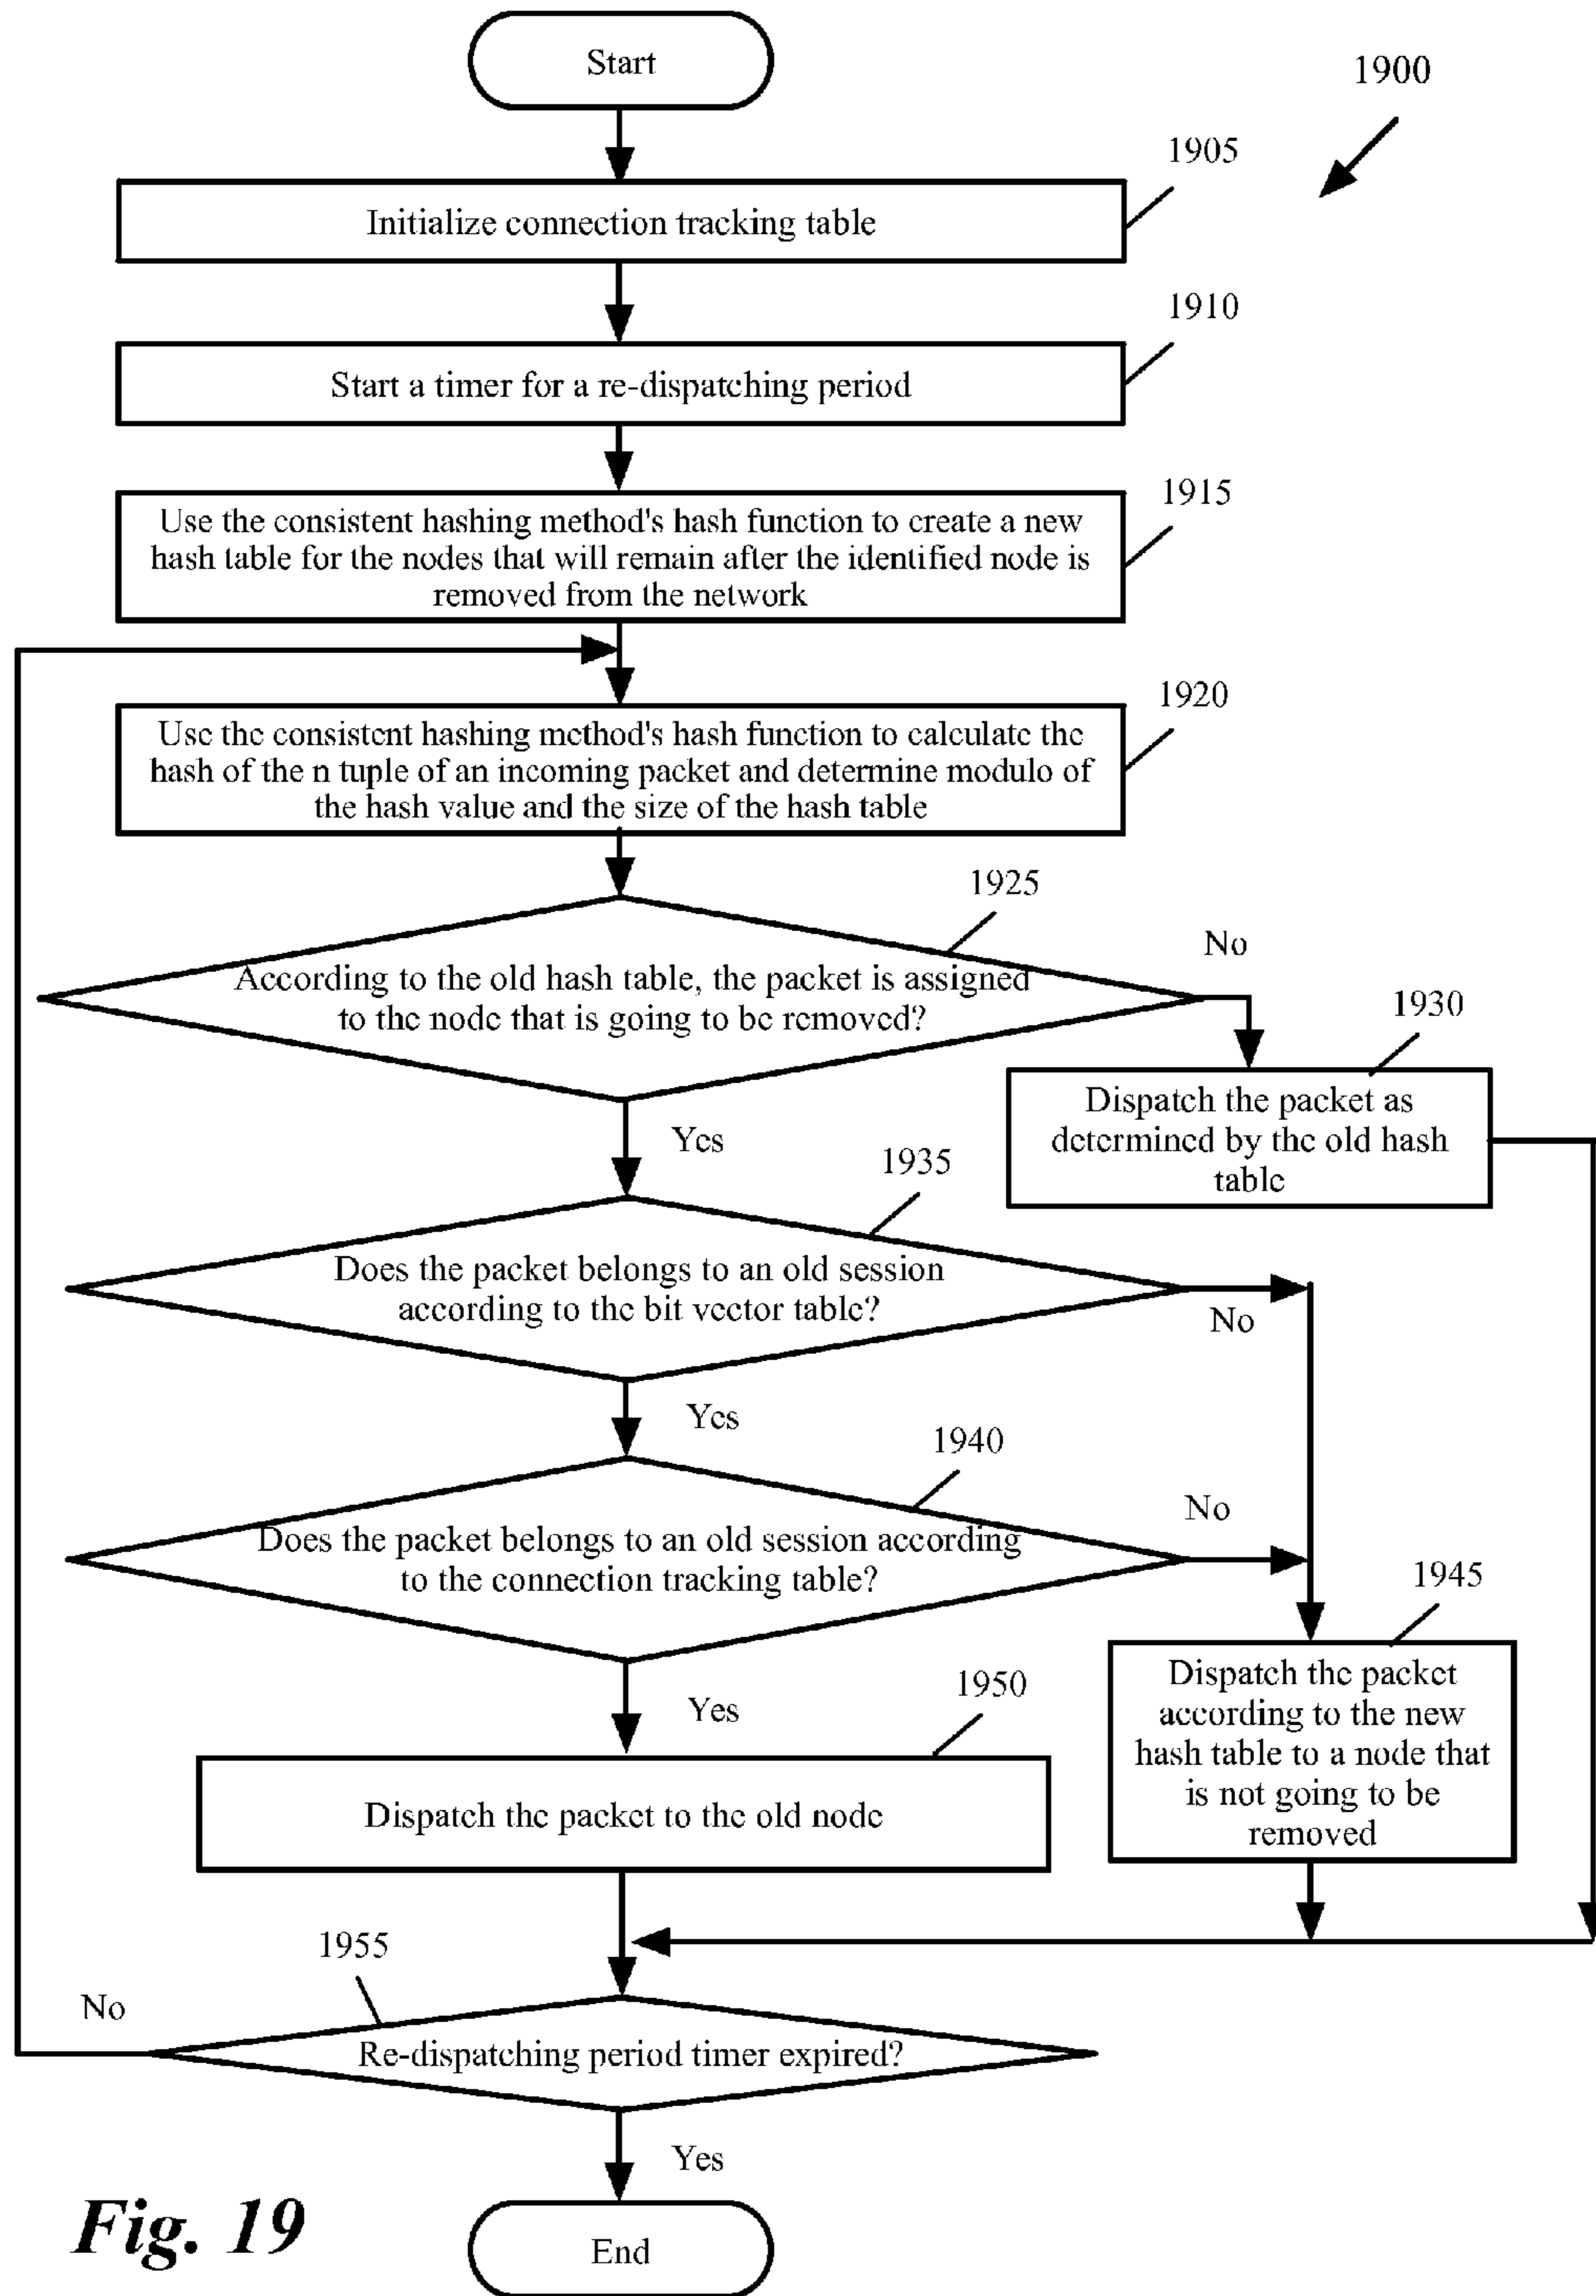 Start
1900
1905
Initialize connection tracking table
1910
Start a timer for a re-dispatching period
1915
Use the consistent hashing method's hash function to create a new
hash table for the nodes that will remain after the identified node is
removed from the network
1920
Use the consistent hashing method's hash function to calculate the
hash of the n tuple of an incoming packet and determine modulo of
the hash value and the size of the hash table
1925
No
According to the old hash table, the packet is assigned
to the node that is going to be removed?
1930
Dispatch the packet as
determined by the old hash
table
Yes
1935
Does the packet belongs to an old session
according to the bit vector table?
No
Yes
1940
No
Does the packet belongs to an old session according
to the connection tracking table?
1945
Dispatch the packet
according to the new
hash table to a node that
is not going to be
removed
Yes
1950
Dispatch the packet to the old node
1955
No
Re-dispatching period timer expired?
Yes
Fig. 19
End